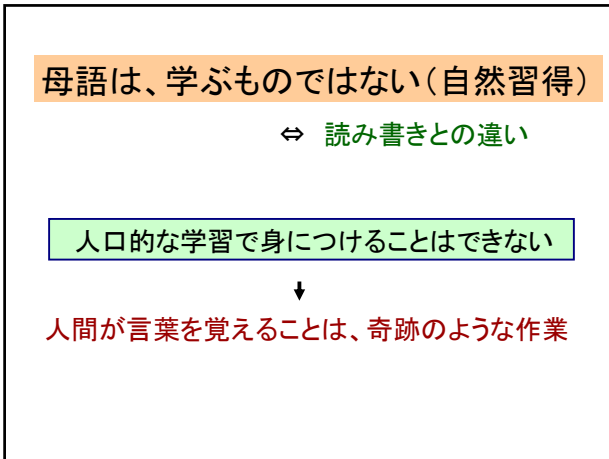 母語は、学ぶものではない（自然習得）
⇔ 読み書きとの違い
人口的な学習で身につけることはできない
↓
人間が言葉を覚えることは、奇跡のような作業